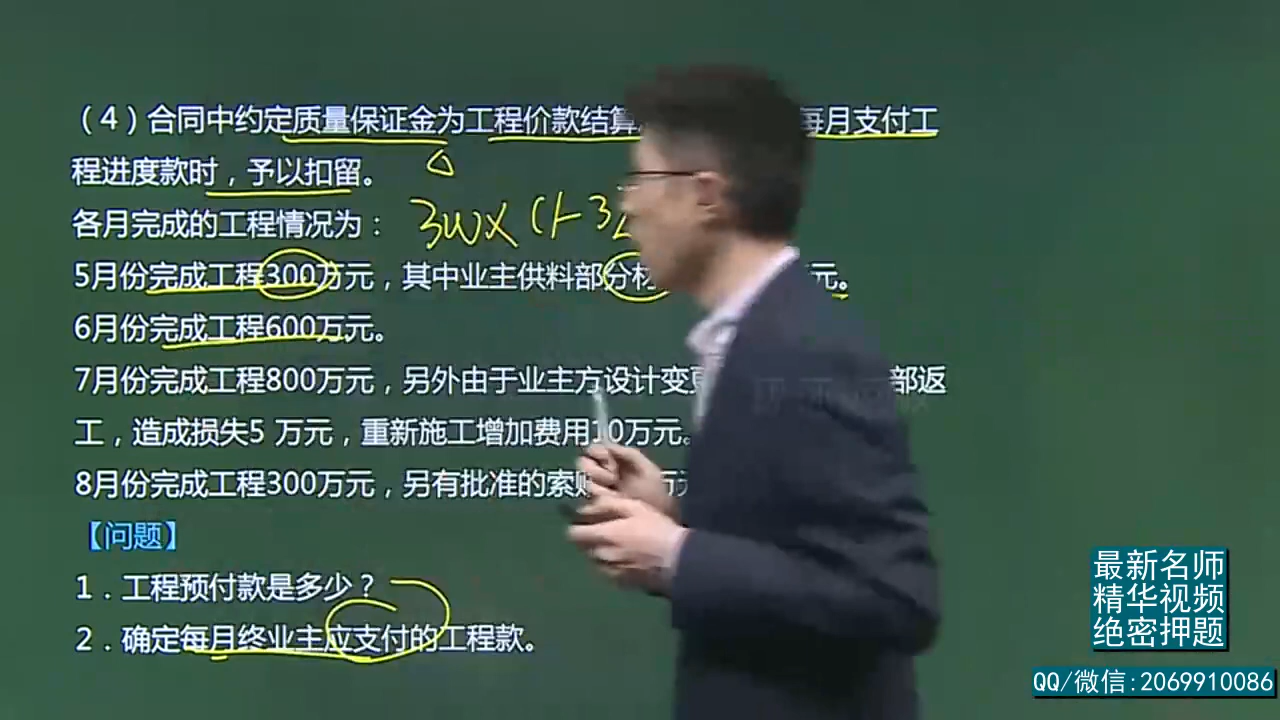 （4）合同中约定质量保证金为工程价款结算 每月支付工
程进度款时，予以扣留。
各月完成的工程情况为：
300×(1-3%
5月份完成工程300万元，其中业主供料部分材 元。
6月份完成工程600万元。
7月份完成工程800万元，另外由于业主方设计变更 部返
工，造成损失5 万元，重新施工增加费用10万元。
8月份完成工程300万元，另有批准的索赔 万元
【问题】
1．工程预付款是多少？
2．确定每月终业主应支付的工程款。
最新名师
精华视频
绝密押题
QQ/微信:2069910086